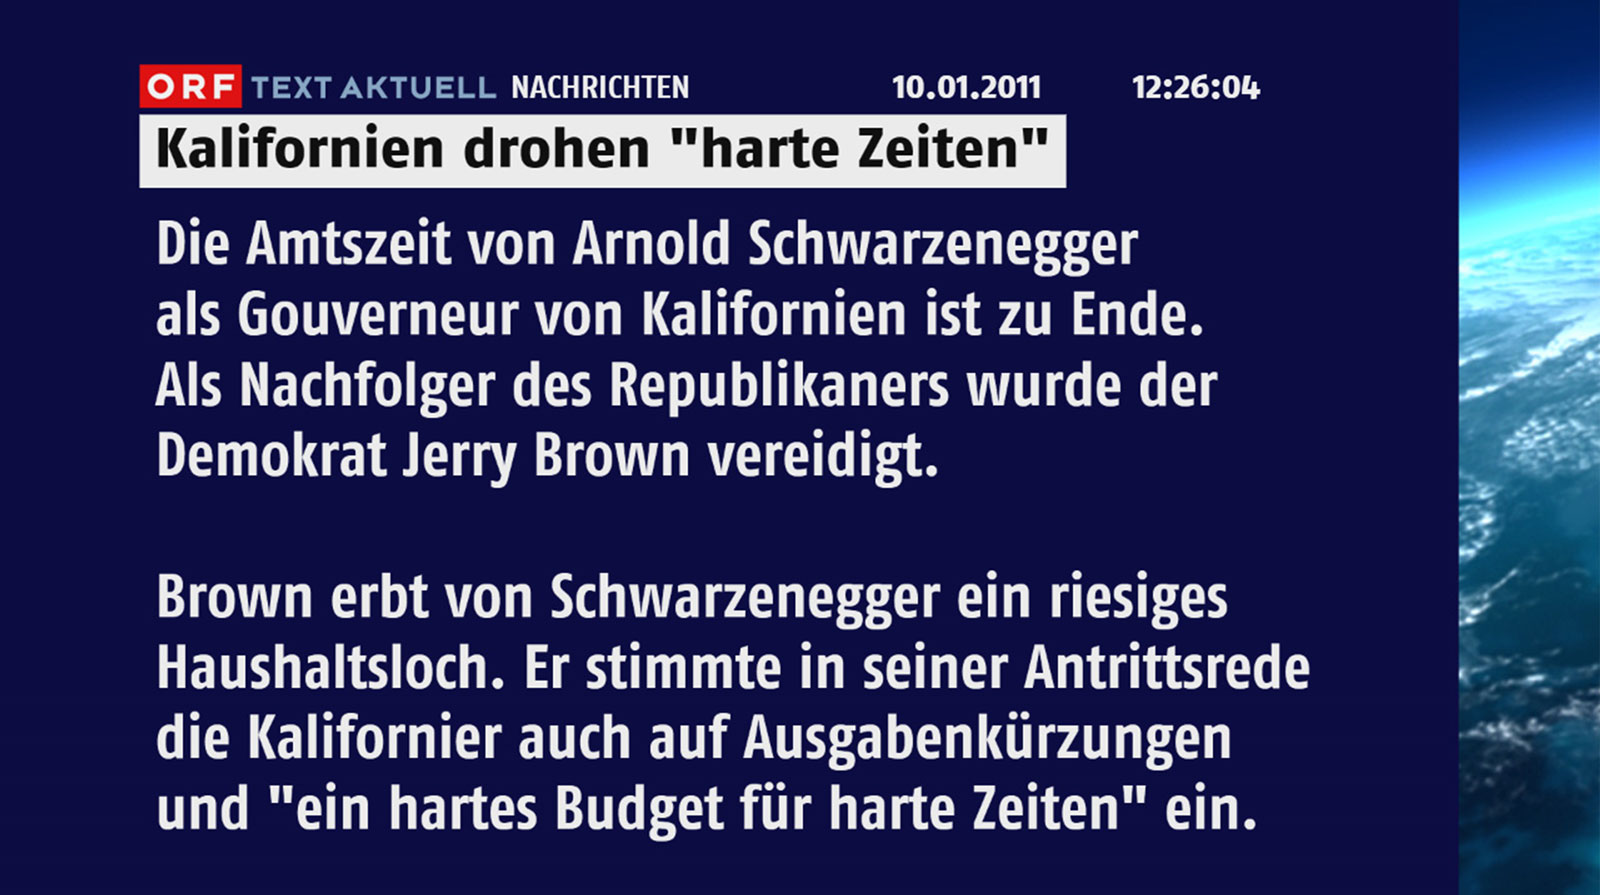 ORF TEXT AKTUELL NACHRICHTEN 10.01.2011 12:26:04
Kalifornien drohen "harte Zeiten"
Die Amtszeit von Arnold Schwarzenegger
als Gouverneur von Kalifornien ist zu Ende.
Als Nachfolger des Republikaners wurde der
Demokrat Jerry Brown vereidigt.
Brown erbt von Schwarzenegger ein riesiges
Haushaltsloch. Er stimmte in seiner Antrittsrede
die Kalifornier auch auf Ausgabenkürzungen
und "ein hartes Budget für harte Zeiten" ein.